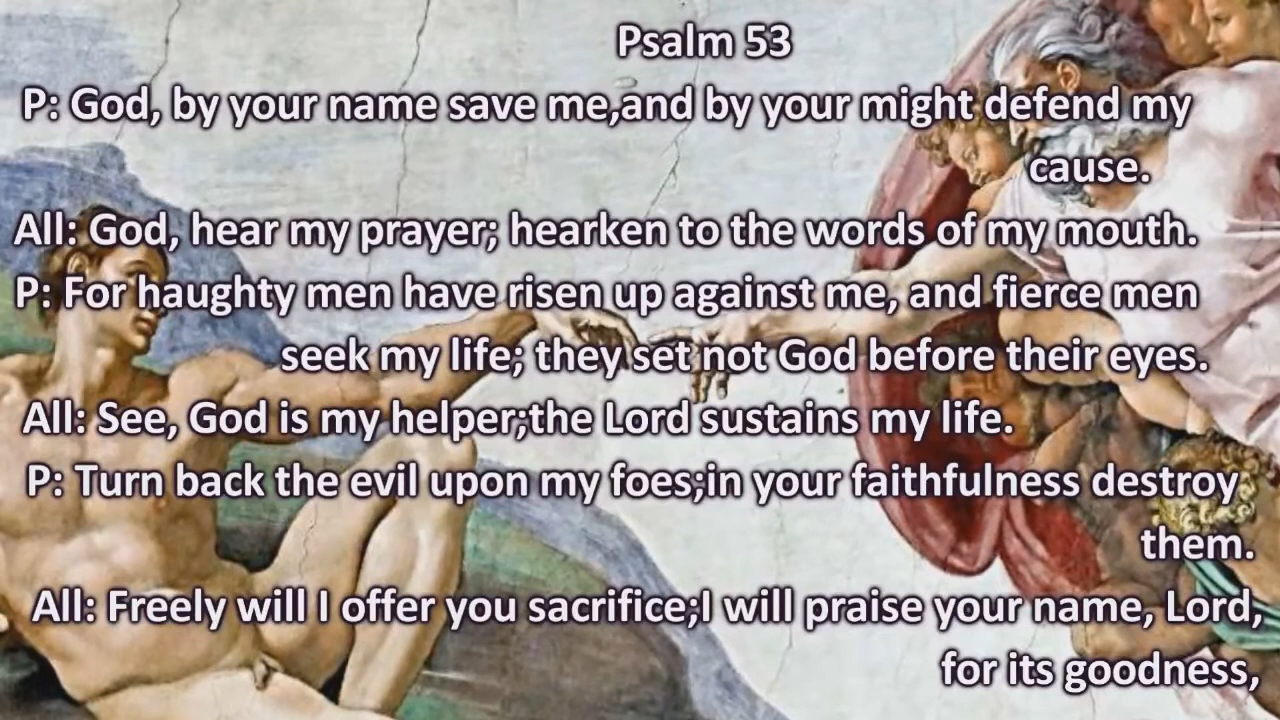 Psalm 53
P: God, by your name save me,and by your might defend my
cause.
All: God, hear my prayer; hearken to the words of my mouth.
P: For haughty men have risen up against me, and fierce men
seek my life; they set not God before their eyes.
All: See, God is my helper;the Lord sustains my life.
P: Turn back the evil upon my foes;in your faithfulness destroy
them.
All: Freely will I offer you sacrifice;I will praise your name, Lord,
for its goodness,